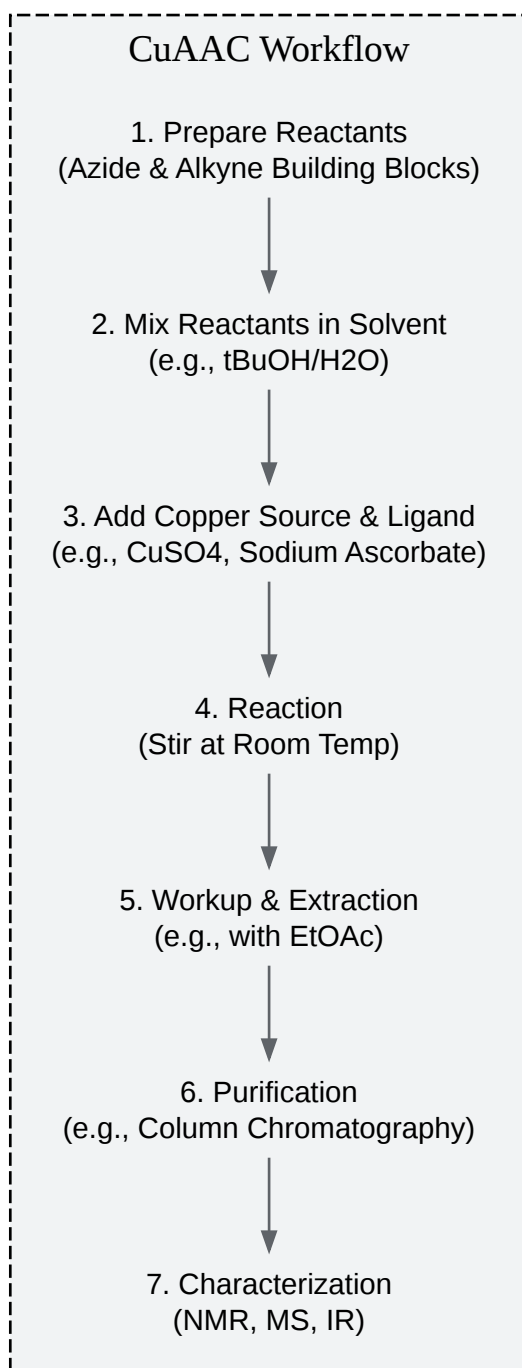 CuAAC Workflow
1. Prepare Reactants
(Azide & Alkyne Building Blocks)
2. Mix Reactants in Solvent
(e.g., tBuOH/H2O)
3. Add Copper Source & Ligand
(e.g., CuSO4, Sodium Ascorbate)
4. Reaction
(Stir at Room Temp)
5. Workup & Extraction
(e.g., with EtOAc)
6. Purification
(e.g., Column Chromatography)
7. Characterization
(NMR, MS, IR)